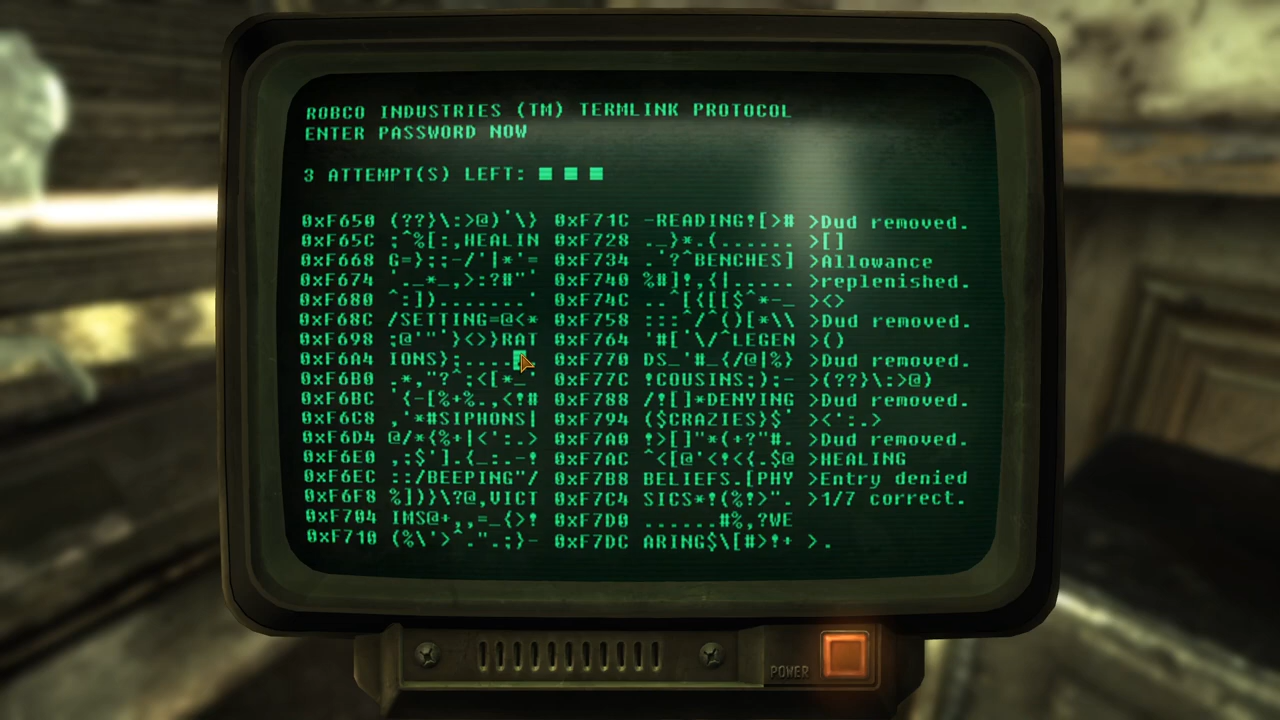 ROBCO INDUSTRIES (TM) TERMLINK PROTOCOL
ENTER PASSWORD NOW
3 ATTEMPT(S) LEFT: ■ ■ ■
0xF650 (??}\:>@)'\} 0xF71C -READING![># >Dud removed.
0xF65C ;^%[:,HEALIN 0xF728 ._}*.(...... >[]
0xF668 G=}:;-/'|*'= 0xF734 .'?^BENCHES] >Allowance
0xF674 '._*_,>:?#"' 0xF740 %#]!,{|..... >replenished.
0xF680 ^:]).......' 0xF74C ..^[{[[$^*-_ ><>
0xF68C /SETTING=@<* 0xF758 :::^/^()[*\\ >Dud removed.
0xF698 ;@'"'}<>}RAT 0xF764 '#['\/^LEGEN >()
0xF6A4 IONS};...... 0xF770 DS_'#_{/@|%} >Dud removed.
0xF6B0 .*,"?^;<[*_' 0xF77C !COUSINS;);- >(??}\:>@)
0xF6BC '{-[%+%.,<!# 0xF788 /![]*DENYING >Dud removed.
0xF6C8 ,'*#SIPHONS| 0xF794 ($CRAZIES}$' ><':.>
0xF6D4 @/*{%+|<':.> 0xF7A0 !>[]"*(+?"#. >Dud removed.
0xF6E0 ,;$'].{_:.-! 0xF7AC ^<[@'<!<{.$@ >HEALING
0xF6EC ::/BEEPING"/ 0xF7B8 BELIEFS.[PHY >Entry denied
0xF6F8 %])}\?@,VICT 0xF7C4 SICS*!(%!>". >1/7 correct.
0xF704 IMS@+,,=_{>! 0xF7D0 ......#%,?WE
0xF710 (%\'>^.".;}- 0xF7DC ARING$\[#>!+ >.
POWER